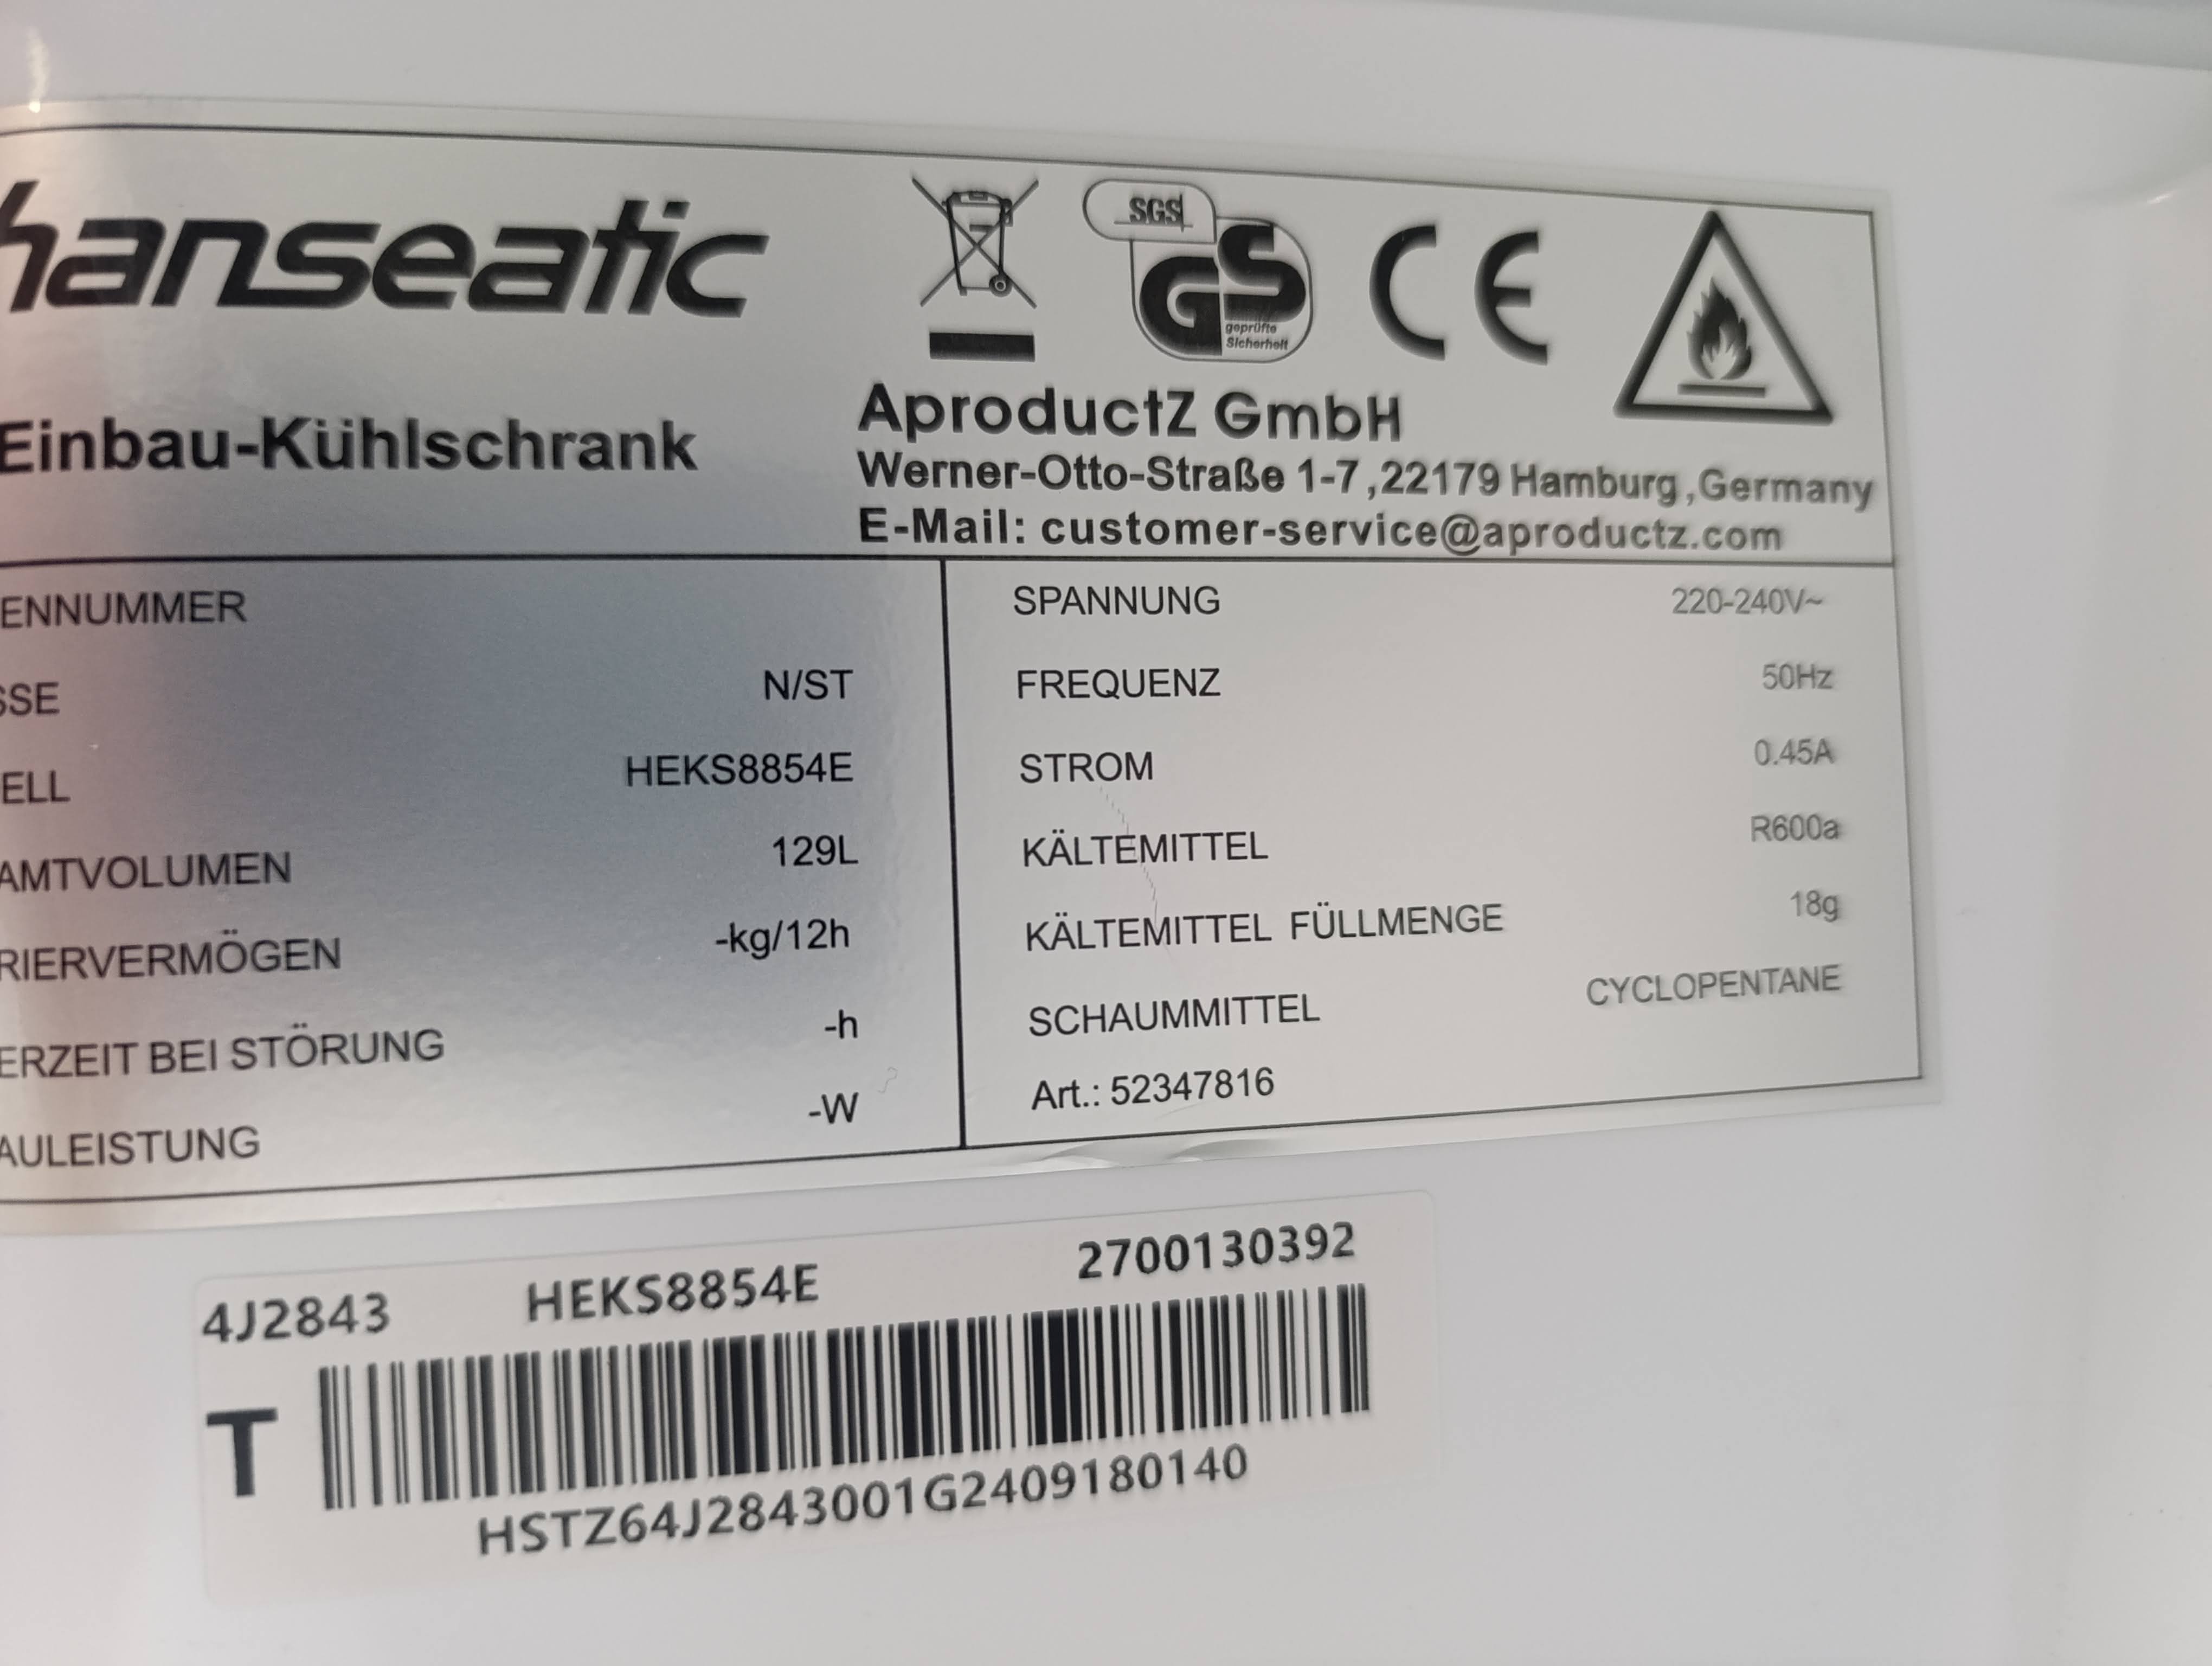 hanseatic
SGS
GS
geprüfte
Sicherheit
CE
Einbau-Kühlschrank
AproductZ GmbH
Werner-Otto-Straße 1-7 ,22179 Hamburg ,Germany
E-Mail: customer-service@aproductz.com
ENNUMMER
SSE N/ST
ELL HEKS8854E
AMTVOLUMEN 129L
RIERVERMÖGEN -kg/12h
ERZEIT BEI STÖRUNG -h
AULEISTUNG -W
SPANNUNG 220-240V~
FREQUENZ 50Hz
STROM 0.45A
KÄLTEMITTEL R600a
KÄLTEMITTEL FÜLLMENGE 18g
SCHAUMMITTEL CYCLOPENTANE
Art.: 52347816
4J2843 HEKS8854E 2700130392
T
HSTZ64J2843001G2409180140